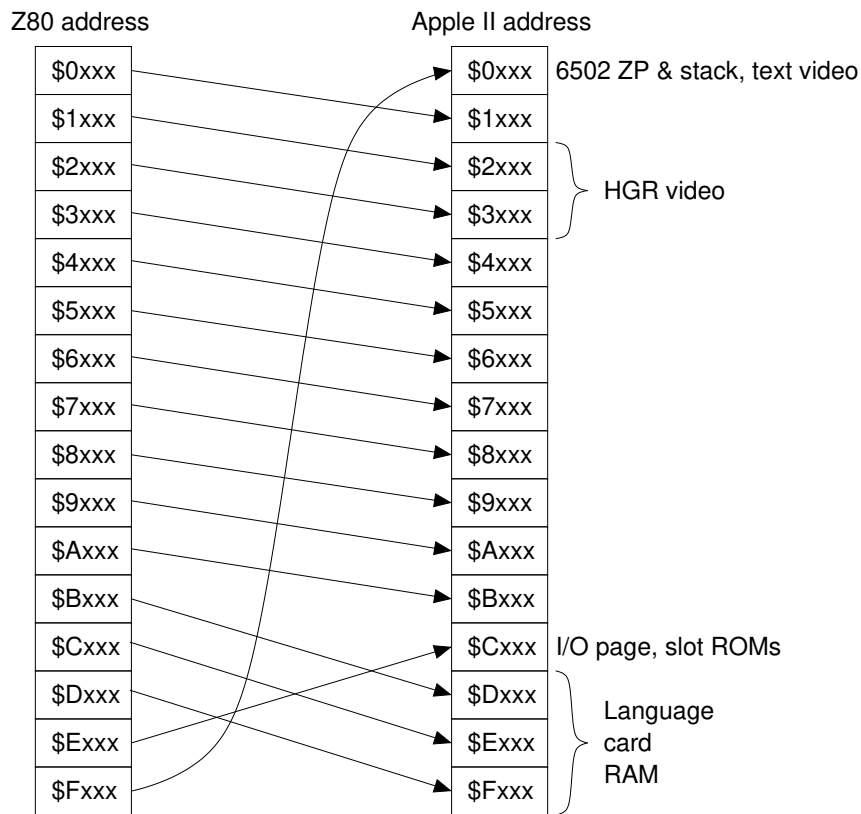 Z80 address Apple II address
$0xxx $0xxx 6502 ZP & stack, text video
$1xxx $1xxx
$2xxx $2xxx
HGR video
$3xxx $3xxx
$4xxx $4xxx
$5xxx $5xxx
$6xxx $6xxx
$7xxx $7xxx
$8xxx $8xxx
$9xxx $9xxx
$Axxx $Axxx
$Bxxx $Bxxx
$Cxxx $Cxxx I/O page, slot ROMs
$Dxxx $Dxxx
Language
$Exxx $Exxx card
RAM
$Fxxx $Fxxx